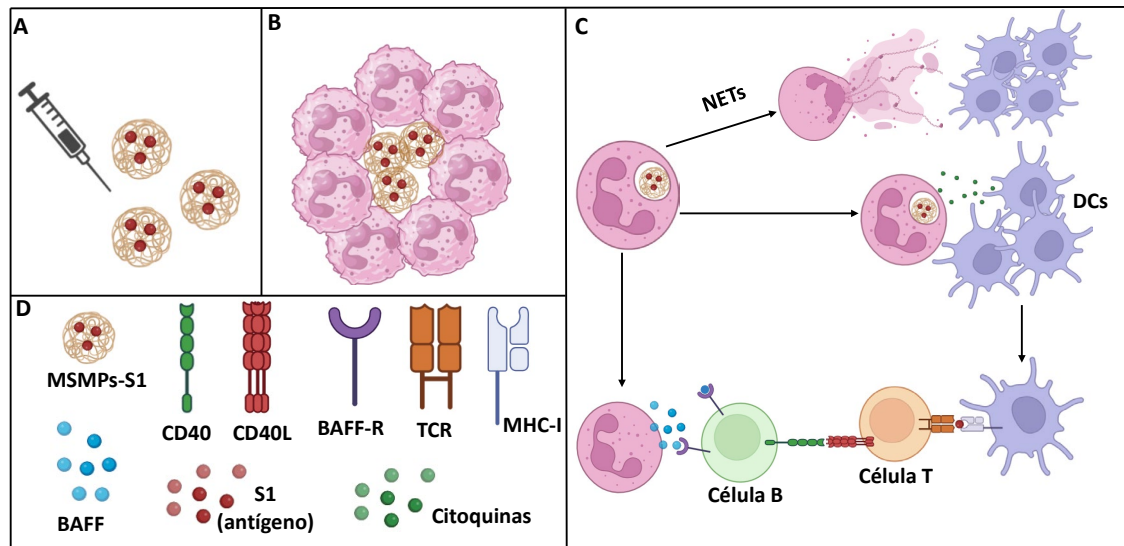 A
B
C
NETs
DCs
Célula B
Célula T
D
MSMPs-S1
CD40
CD40L
BAFF-R
TCR
MHC-I
BAFF
S1
(antígeno)
Citoquinas